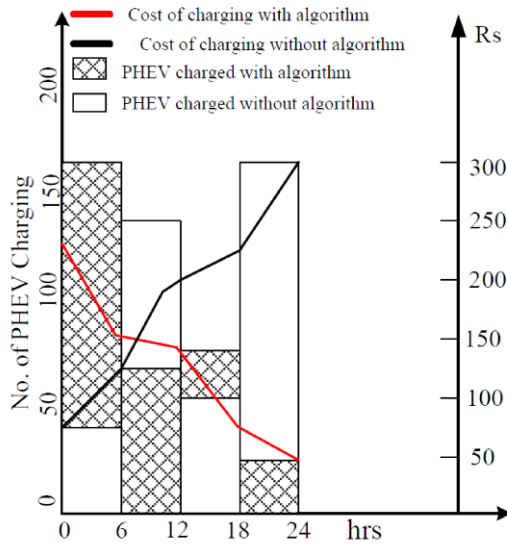 Cost of charging with algorithm
Cost of charging without algorithm
PHEV charged with algorithm
PHEV charged without algorithm
Rs
No. of PHEV Charging
200
150
100
50
0
300
250
200
150
100
50
0 6 12 18 24 hrs